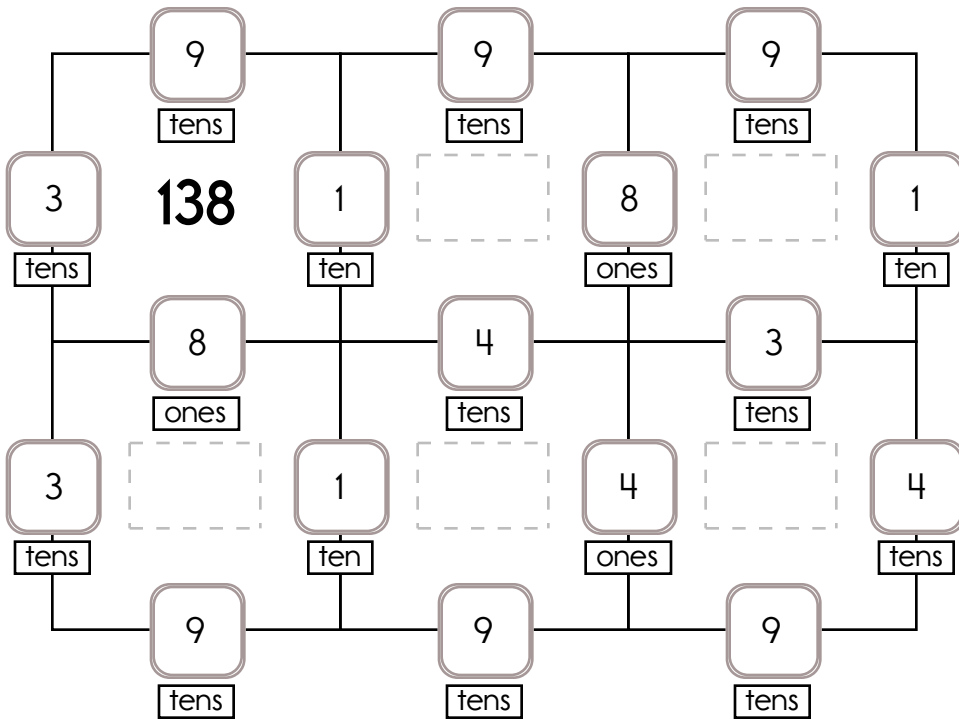 9 9 9
tens tens tens
3 138 1 8 1
tens ten ones ten
8 4 3
ones tens tens
3 1 4 4
tens ten ones tens
9 9 9
tens tens tens